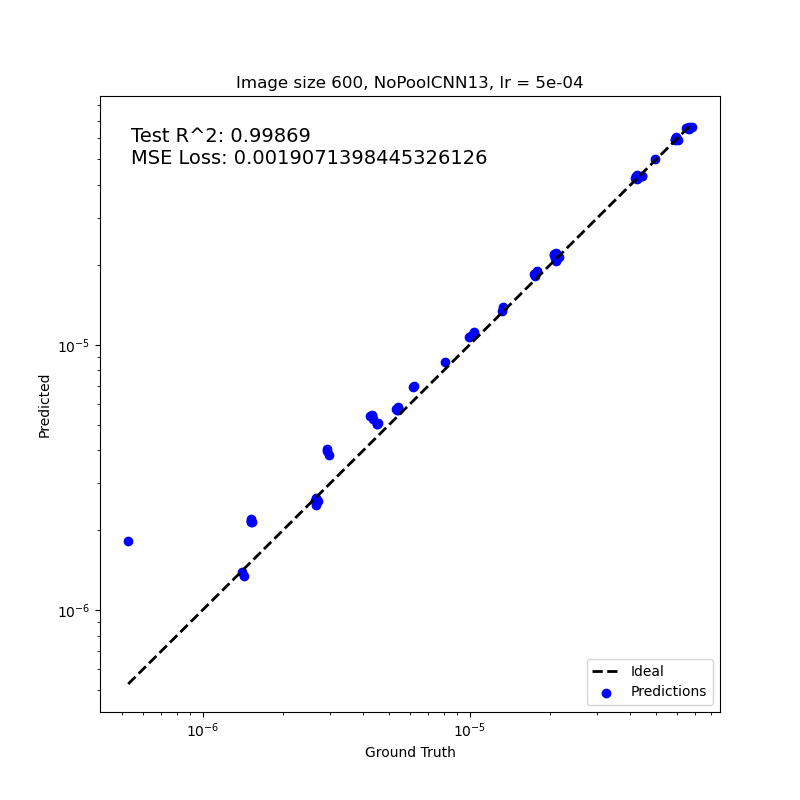 Image size 600, NoPoolCNN13, lr = 5e-04
Test R^2: 0.99869
MSE Loss: 0.0019071398445326126
10⁻⁵
Predicted
10⁻⁶
Ideal
Predictions
10⁻⁶ 10⁻⁵
Ground Truth